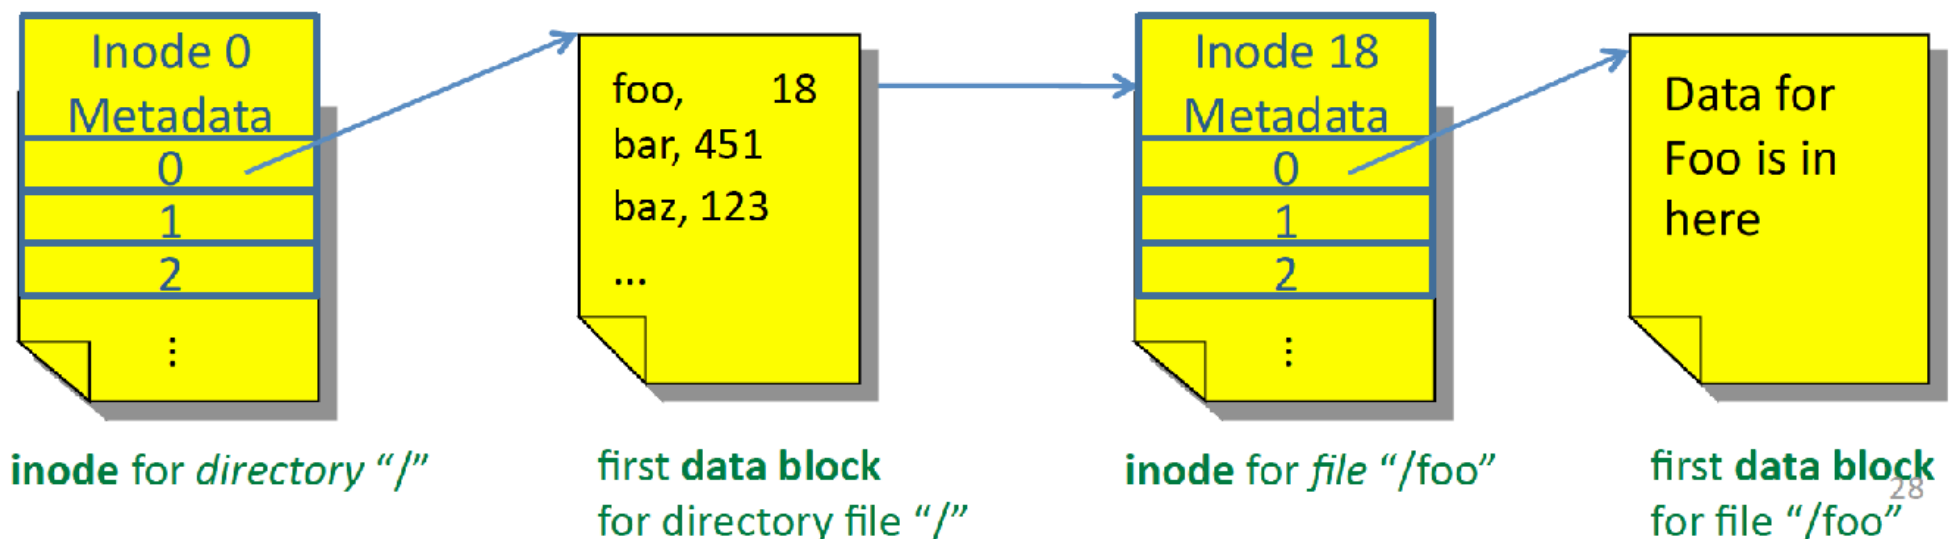 Inode 0
Metadata
0
1
2
⋮
inode for directory “/”
foo, 18
bar, 451
baz, 123
...
first data block
for directory file “/”
Inode 18
Metadata
0
1
2
⋮
inode for file “/foo”
Data for
Foo is in
here
first data block
for file “/foo”
28